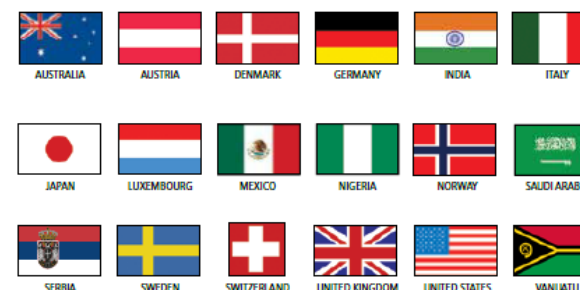 AUSTRALIA AUSTRIA DENMARK GERMANY INDIA ITALY
JAPAN LUXEMBOURG MEXICO NIGERIA NORWAY SAUDI ARAB
SERBIA SWEDEN SWITZERLAND UNITED KINGDOM UNITED STATES VANUATU